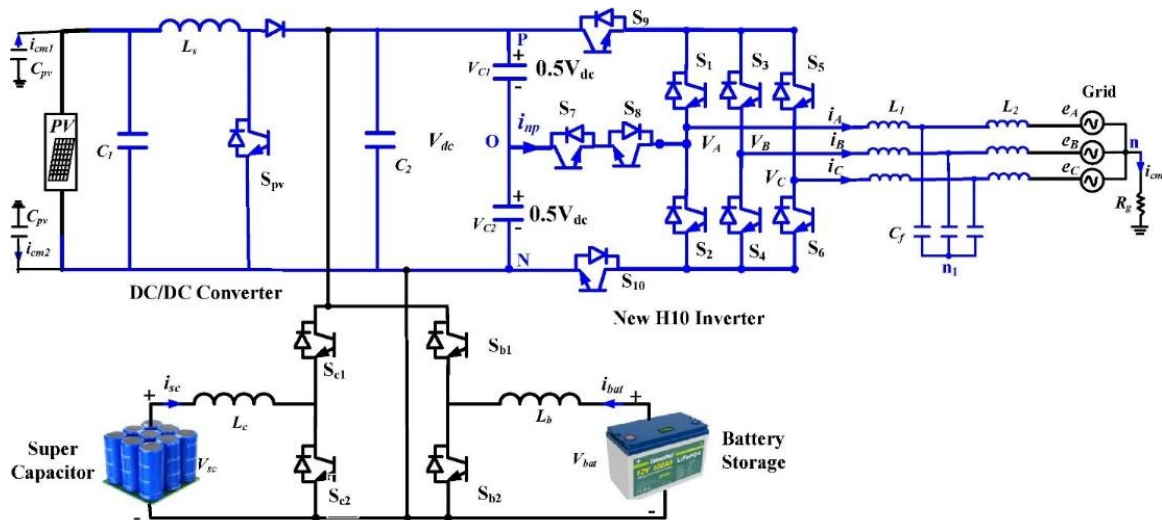 i_cm1
C_pv
PV
C_pv
i_cm2
C_1
L_s
S_pv
DC/DC Converter
V_dc
C_2
P
+
V_C1
0.5V_dc
-
O
i_np
+
V_C2
0.5V_dc
-
N
S_9
S_7
S_8
S_10
S_1
S_3
S_5
V_A
V_B
V_C
S_2
S_4
S_6
New H10 Inverter
i_A
i_B
i_C
L_1
L_2
C_f
n_1
Grid
e_A
e_B
e_C
n
i_cm
R_g
S_c1
S_b1
S_c2
S_b2
+
i_sc
L_c
Super
Capacitor
V_sc
-
L_b
i_bat
+
V_bat
-
Battery
Storage
12V 100Ah
LiFePO4